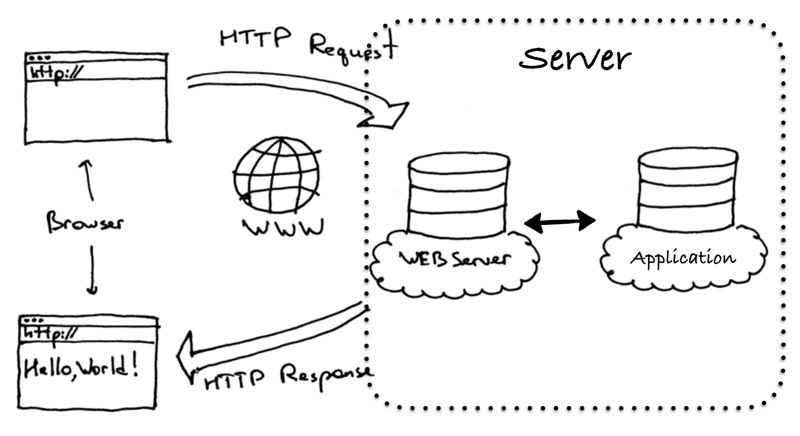 HTTP Request
Server
http://
WWW
Browser
WEB Server
Application
http://
Hello, World!
HTTP Response